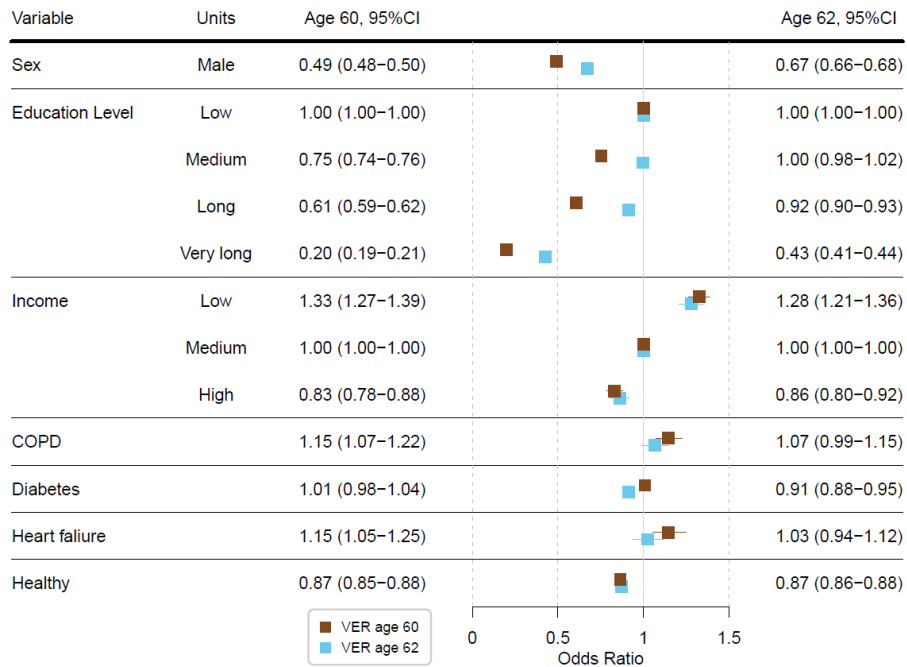 Variable Units Age 60, 95%CI Age 62, 95%CI
Sex Male 0.49 (0.48−0.50) 0.67 (0.66−0.68)
Education Level Low 1.00 (1.00−1.00) 1.00 (1.00−1.00)
Medium 0.75 (0.74−0.76) 1.00 (0.98−1.02)
Long 0.61 (0.59−0.62) 0.92 (0.90−0.93)
Very long 0.20 (0.19−0.21) 0.43 (0.41−0.44)
Income Low 1.33 (1.27−1.39) 1.28 (1.21−1.36)
Medium 1.00 (1.00−1.00) 1.00 (1.00−1.00)
High 0.83 (0.78−0.88) 0.86 (0.80−0.92)
COPD 1.15 (1.07−1.22) 1.07 (0.99−1.15)
Diabetes 1.01 (0.98−1.04) 0.91 (0.88−0.95)
Heart faliure 1.15 (1.05−1.25) 1.03 (0.94−1.12)
Healthy 0.87 (0.85−0.88) 0.87 (0.86−0.88)
VER age 60
VER age 62
0 0.5 1 1.5
Odds Ratio